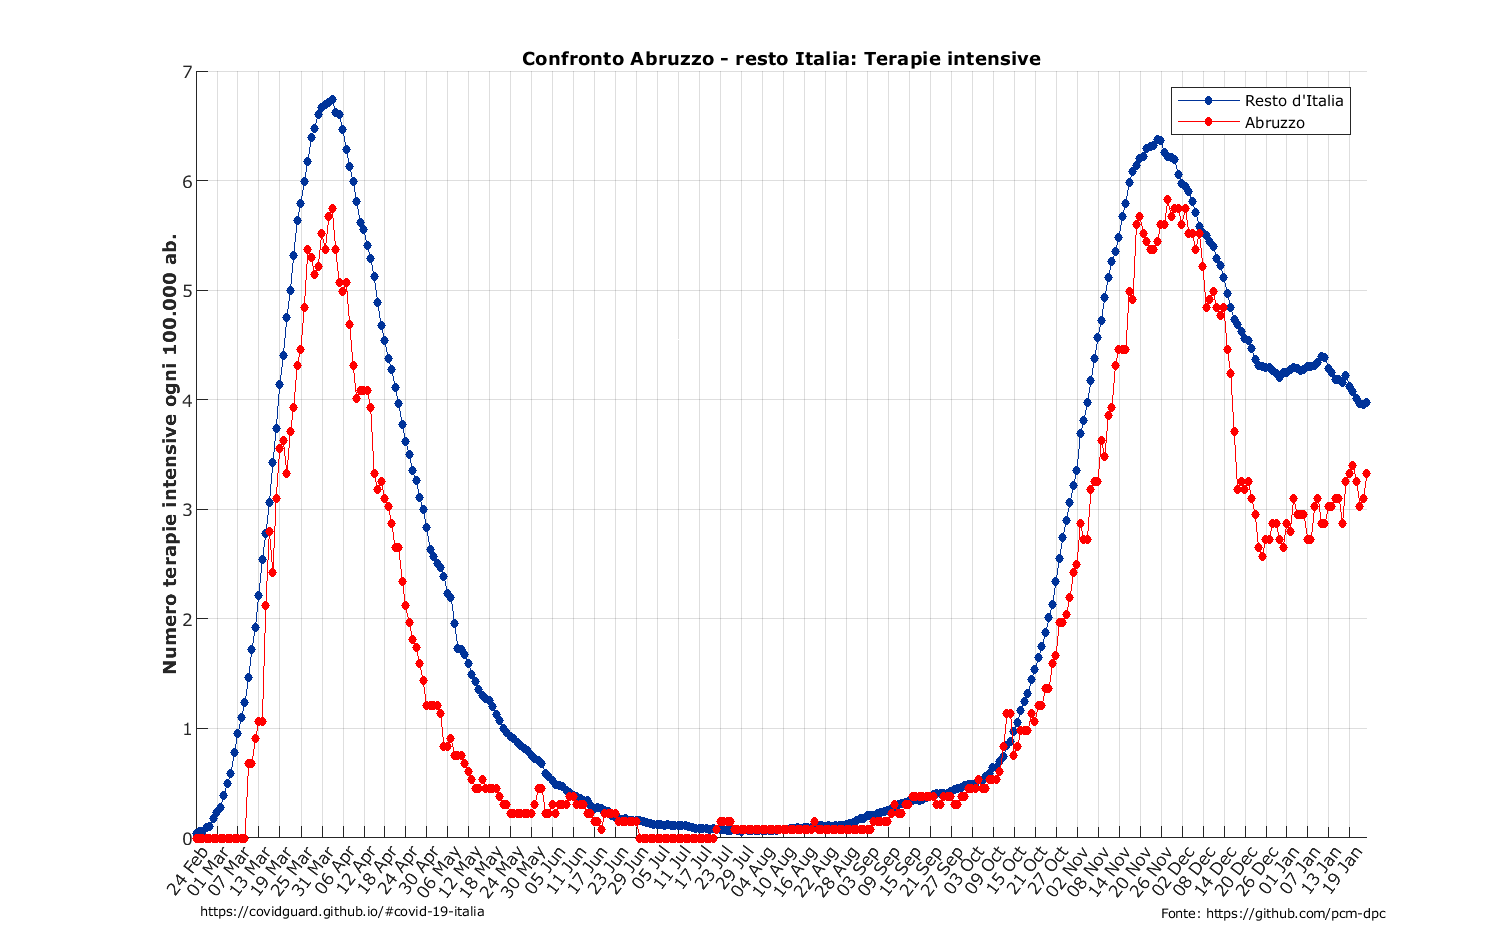 Confronto Abruzzo - resto Italia: Terapie intensive
Numero terapie intensive ogni 100.000 ab.
7
6
5
4
3
2
1
0
Resto d'Italia
Abruzzo
24 Feb
01 Mar
07 Mar
13 Mar
19 Mar
25 Mar
31 Mar
06 Apr
12 Apr
18 Apr
24 Apr
30 Apr
06 May
12 May
18 May
24 May
30 May
05 Jun
11 Jun
17 Jun
23 Jun
29 Jun
05 Jul
11 Jul
17 Jul
23 Jul
29 Jul
04 Aug
10 Aug
16 Aug
22 Aug
28 Aug
03 Sep
09 Sep
15 Sep
21 Sep
27 Sep
03 Oct
09 Oct
15 Oct
21 Oct
27 Oct
02 Nov
08 Nov
14 Nov
20 Nov
26 Nov
02 Dec
08 Dec
14 Dec
20 Dec
26 Dec
01 Jan
07 Jan
13 Jan
19 Jan
https://covidguard.github.io/#covid-19-italia
Fonte: https://github.com/pcm-dpc